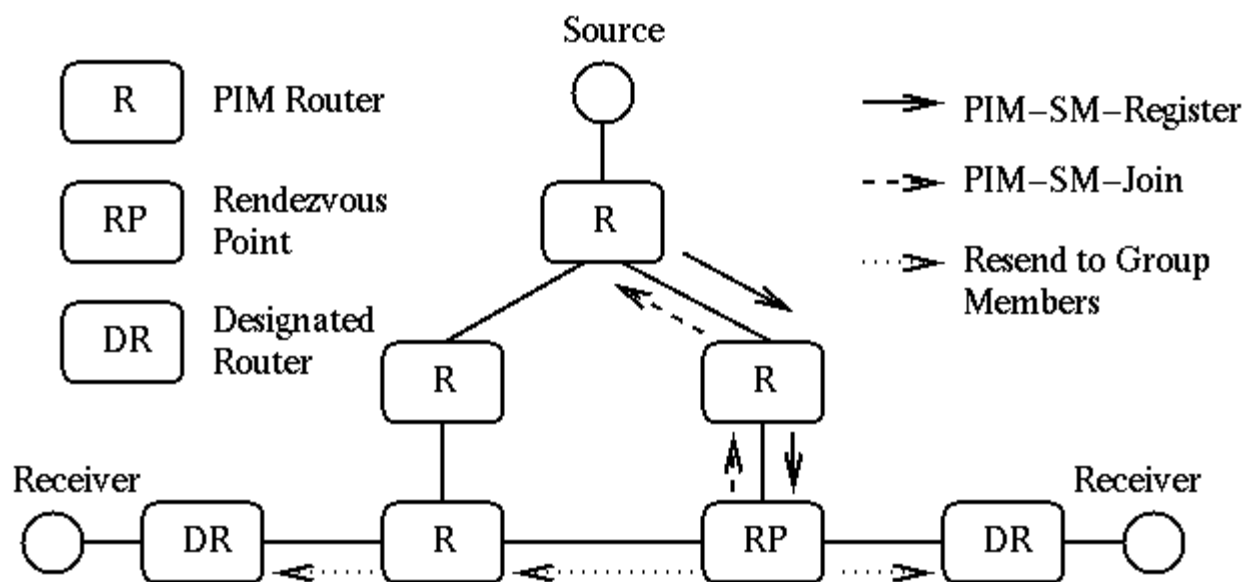 Source
R
PIM Router
PIM–SM–Register
RP
Rendezvous
Point
R
PIM–SM–Join
DR
Designated
Router
Resend to Group
Members
R
R
Receiver
Receiver
DR
R
RP
DR